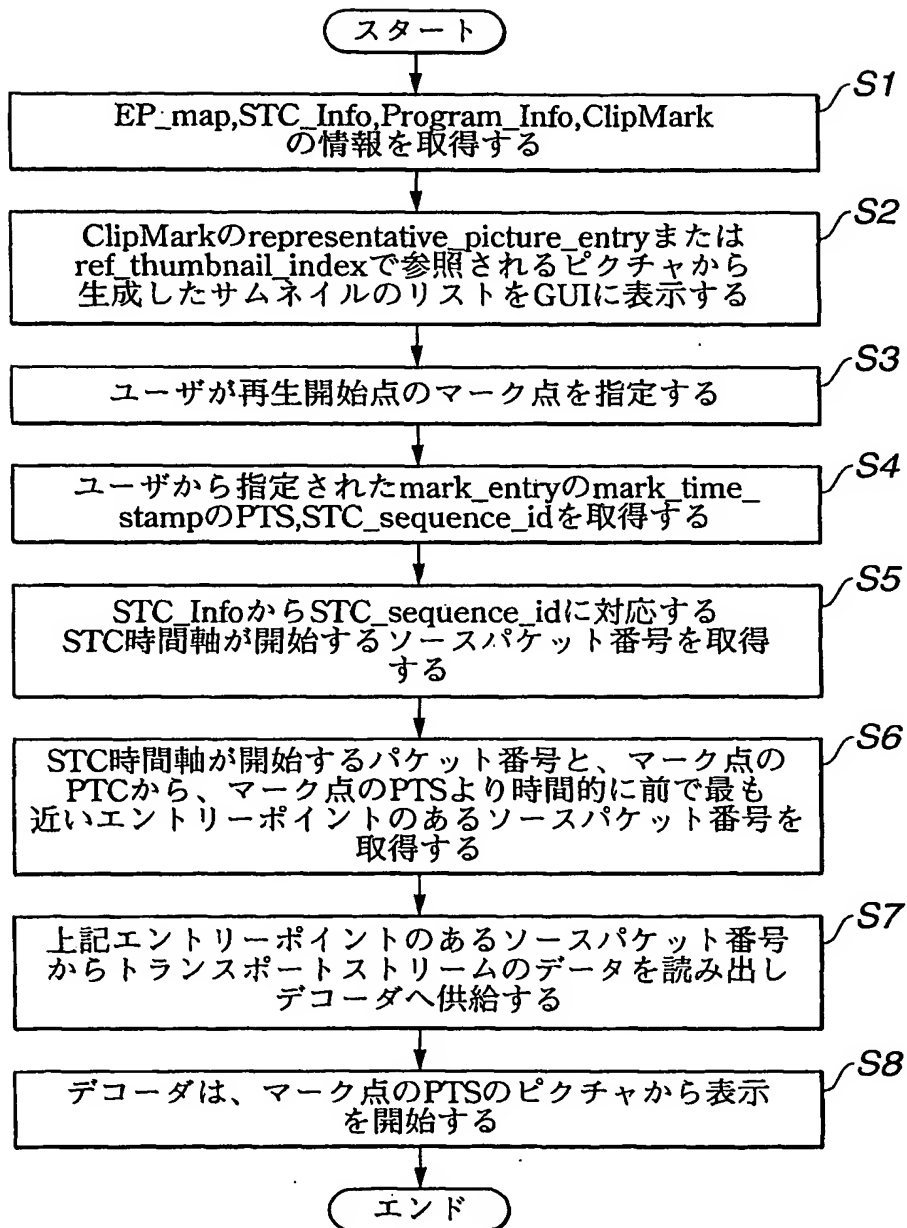 スタート
S1
EP_map,STC_Info,Program_Info,ClipMark
の情報を取得する
S2
ClipMarkのrepresentative_picture_entryまたは
ref_thumbnail_indexで参照されるピクチャから
生成したサムネイルのリストをGUIに表示する
S3
ユーザが再生開始点のマーク点を指定する
S4
ユーザから指定されたmark_entryのmark_time_
stampのPTS,STC_sequence_idを取得する
S5
STC_InfoからSTC_sequence_idに対応する
STC時間軸が開始するソースパケット番号を取得
する
S6
STC時間軸が開始するパケット番号と、マーク点の
PTCから、マーク点のPTSより時間的に前で最も
近いエントリーポイントのあるソースパケット番号を
取得する
S7
上記エントリーポイントのあるソースパケット番号
からトランスポートストリームのデータを読み出し
デコーダへ供給する
S8
デコーダは、マーク点のPTSのピクチャから表示
を開始する
エンド